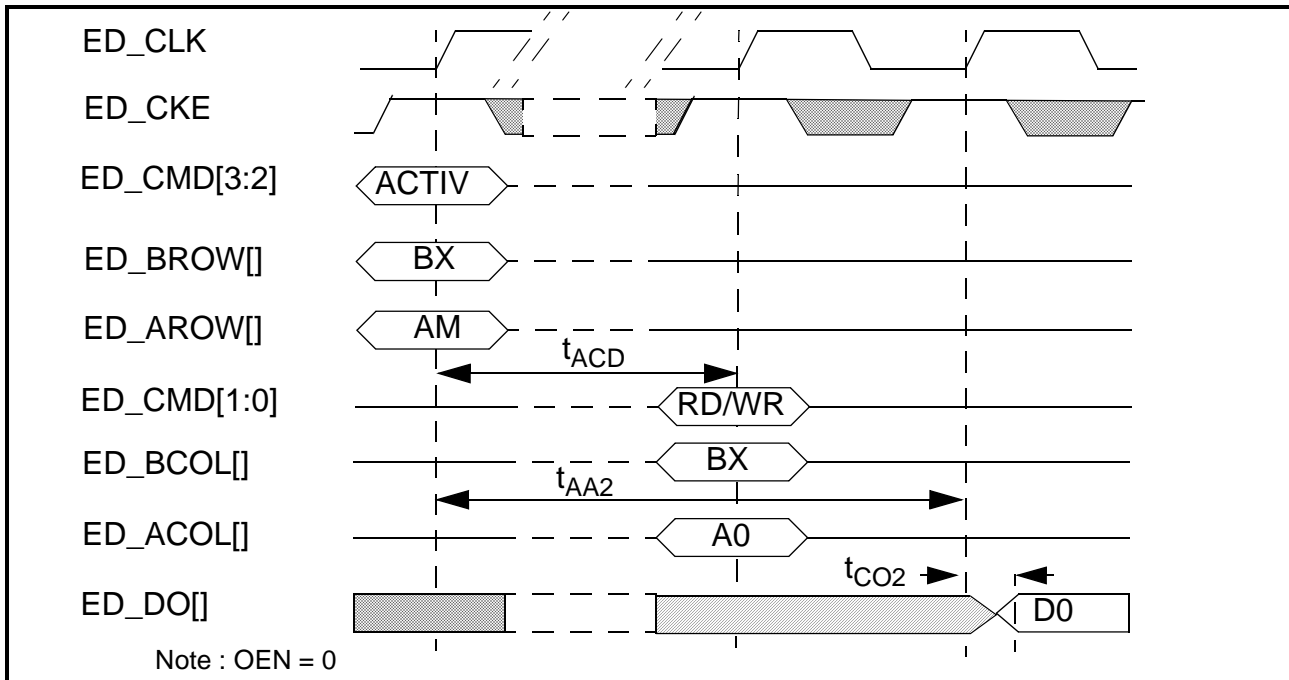 ED_CLK
ED_CKE
ED_CMD[3:2] ACTIV
ED_BROW[] BX
ED_AROW[] AM
tACD
ED_CMD[1:0] RD/WR
ED_BCOL[] BX
tAA2
ED_ACOL[] A0
tCO2
ED_DO[] D0
Note : OEN = 0